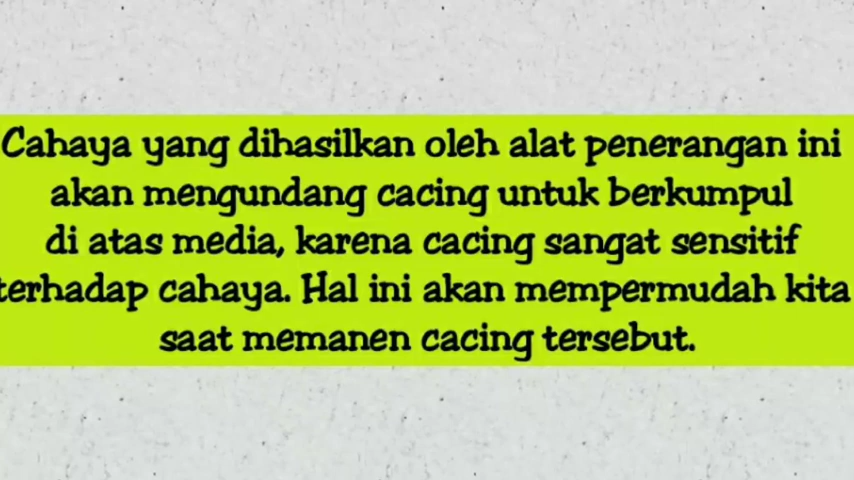 Cahaya yang dihasilkan oleh alat penerangan ini
akan mengundang cacing untuk berkumpul
di atas media, karena cacing sangat sensitif
terhadap cahaya. Hal ini akan mempermudah kita
saat memanen cacing tersebut.